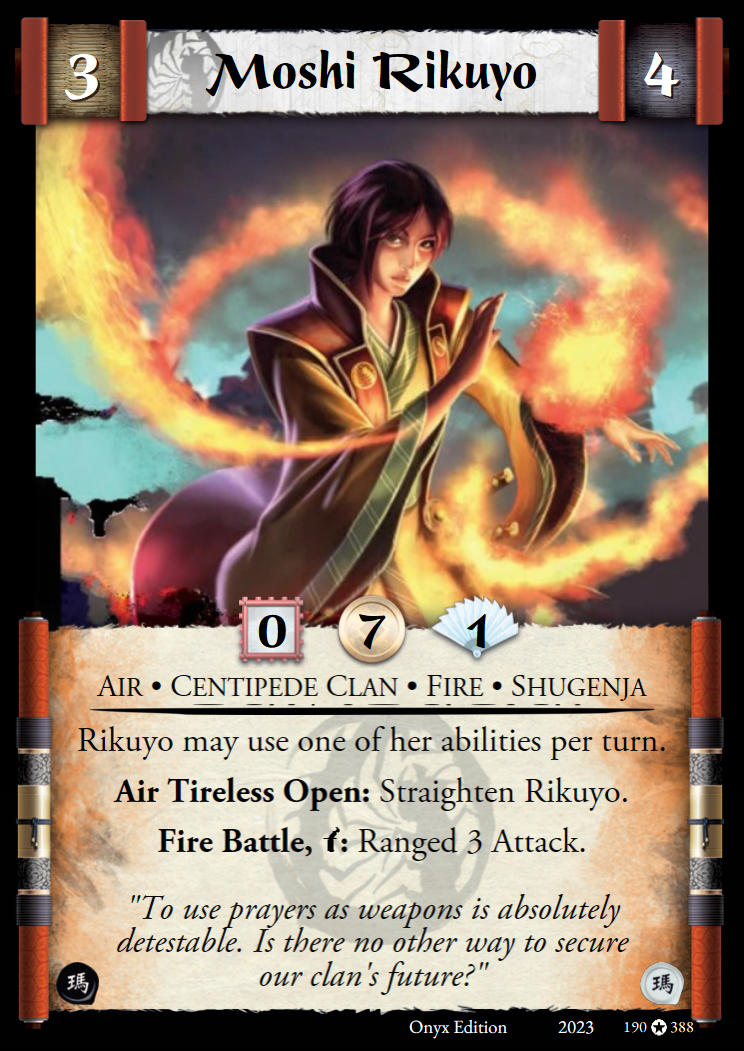 3 Moshi Rikuyo 4
0 7 1
Air • Centipede Clan • Fire • Shugenja
Rikuyo may use one of her abilities per turn.
Air Tireless Open: Straighten Rikuyo.
Fire Battle, : Ranged 3 Attack.
"To use prayers as weapons is absolutely
detestable. Is there no other way to secure
our clan's future?"
瑪 瑪
Onyx Edition 2023 190 ✪ 388